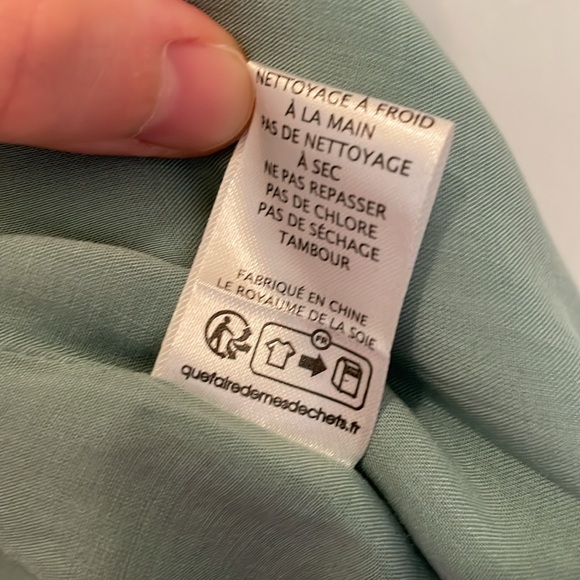 NETTOYAGE À FROID
À LA MAIN
PAS DE NETTOYAGE
À SEC
NE PAS REPASSER
PAS DE CHLORE
PAS DE SÉCHAGE
TAMBOUR
FABRIQUÉ EN CHINE
LE ROYAUME DE LA SOIE
FR
quefairedemesdechets.fr